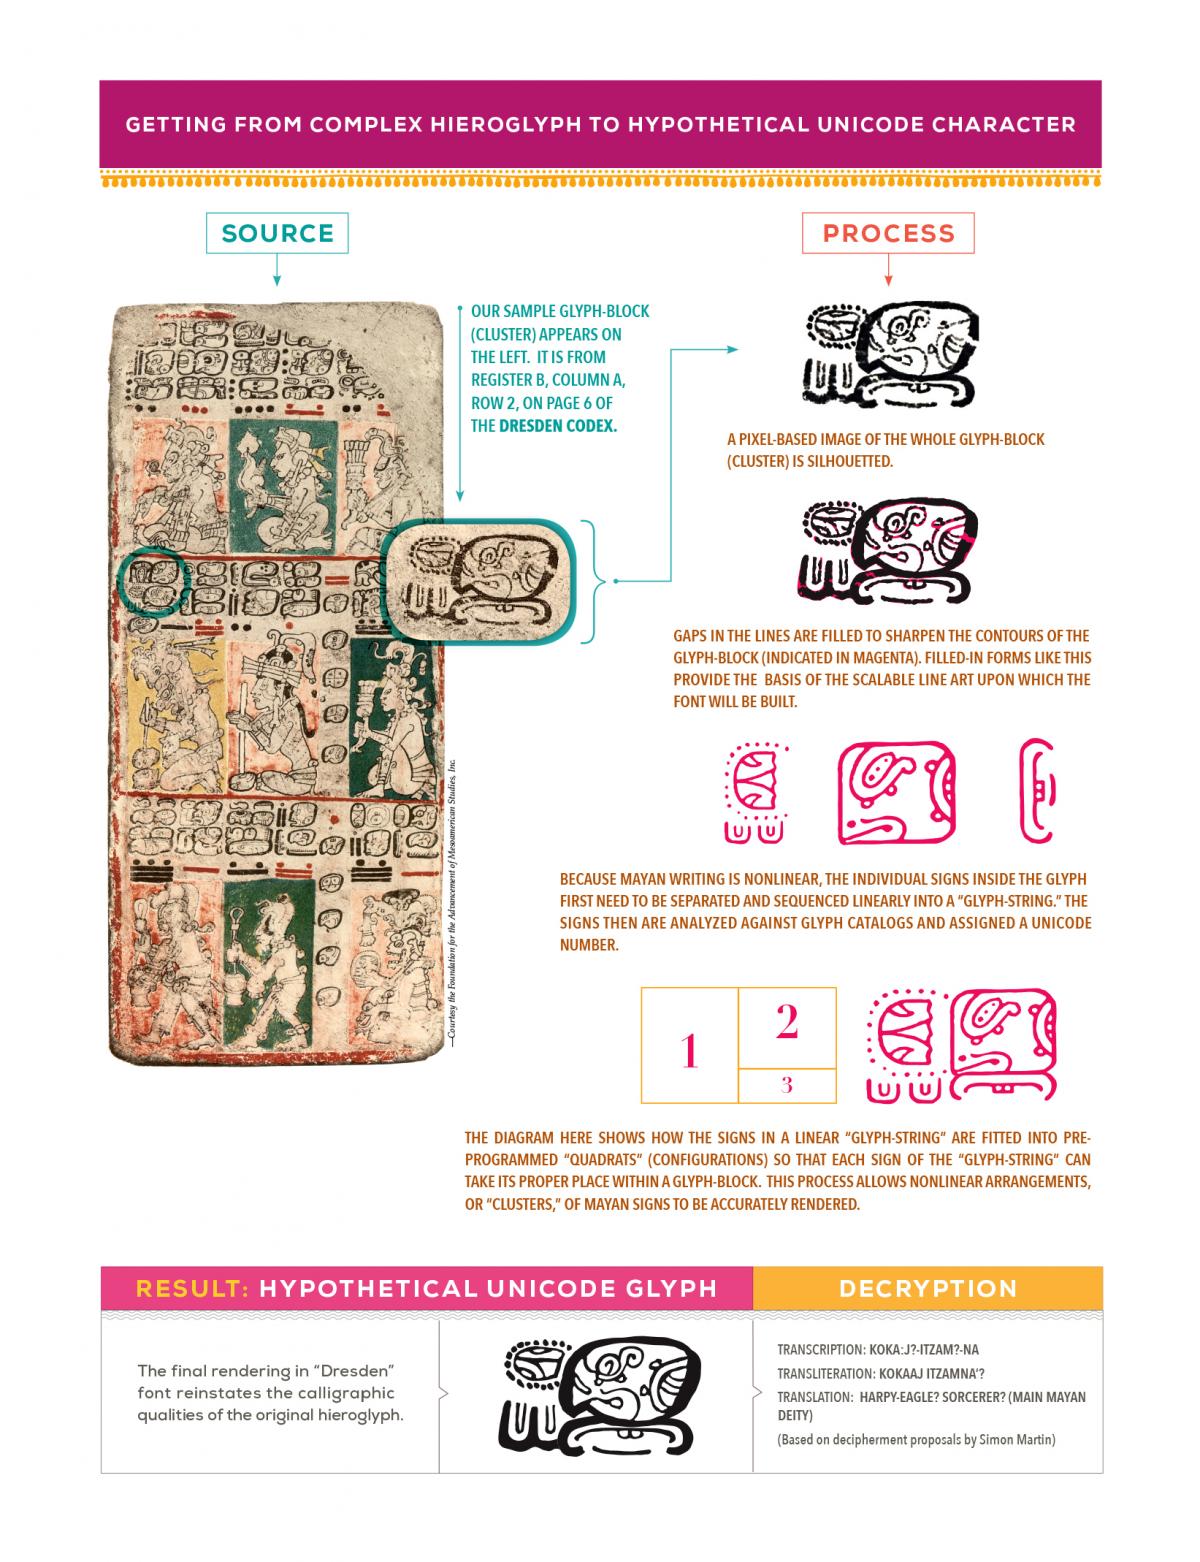 GETTING FROM COMPLEX HIEROGLYPH TO HYPOTHETICAL UNICODE CHARACTER
SOURCE
PROCESS
OUR SAMPLE GLYPH-BLOCK
(CLUSTER) APPEARS ON
THE LEFT. IT IS FROM
REGISTER B, COLUMN A,
ROW 2, ON PAGE 6 OF
THE DRESDEN CODEX.
A PIXEL-BASED IMAGE OF THE WHOLE GLYPH-BLOCK
(CLUSTER) IS SILHOUETTED.
GAPS IN THE LINES ARE FILLED TO SHARPEN THE CONTOURS OF THE
GLYPH-BLOCK (INDICATED IN MAGENTA). FILLED-IN FORMS LIKE THIS
PROVIDE THE BASIS OF THE SCALABLE LINE ART UPON WHICH THE
FONT WILL BE BUILT.
—Courtesy the Foundation for the Advancement of Mesoamerican Studies, Inc.
BECAUSE MAYAN WRITING IS NONLINEAR, THE INDIVIDUAL SIGNS INSIDE THE GLYPH
FIRST NEED TO BE SEPARATED AND SEQUENCED LINEARLY INTO A “GLYPH-STRING.” THE
SIGNS THEN ARE ANALYZED AGAINST GLYPH CATALOGS AND ASSIGNED A UNICODE
NUMBER.
1
2
3
THE DIAGRAM HERE SHOWS HOW THE SIGNS IN A LINEAR “GLYPH-STRING” ARE FITTED INTO PRE-
PROGRAMMED “QUADRATS” (CONFIGURATIONS) SO THAT EACH SIGN OF THE “GLYPH-STRING” CAN
TAKE ITS PROPER PLACE WITHIN A GLYPH-BLOCK. THIS PROCESS ALLOWS NONLINEAR ARRANGEMENTS,
OR “CLUSTERS,” OF MAYAN SIGNS TO BE ACCURATELY RENDERED.
RESULT: HYPOTHETICAL UNICODE GLYPH
DECRYPTION
The final rendering in “Dresden”
font reinstates the calligraphic
qualities of the original hieroglyph.
TRANSCRIPTION: KOKA:J?-ITZAM?-NA
TRANSLITERATION: KOKAAJ ITZAMNA’?
TRANSLATION: HARPY-EAGLE? SORCERER? (MAIN MAYAN
DEITY)
(Based on decipherment proposals by Simon Martin)